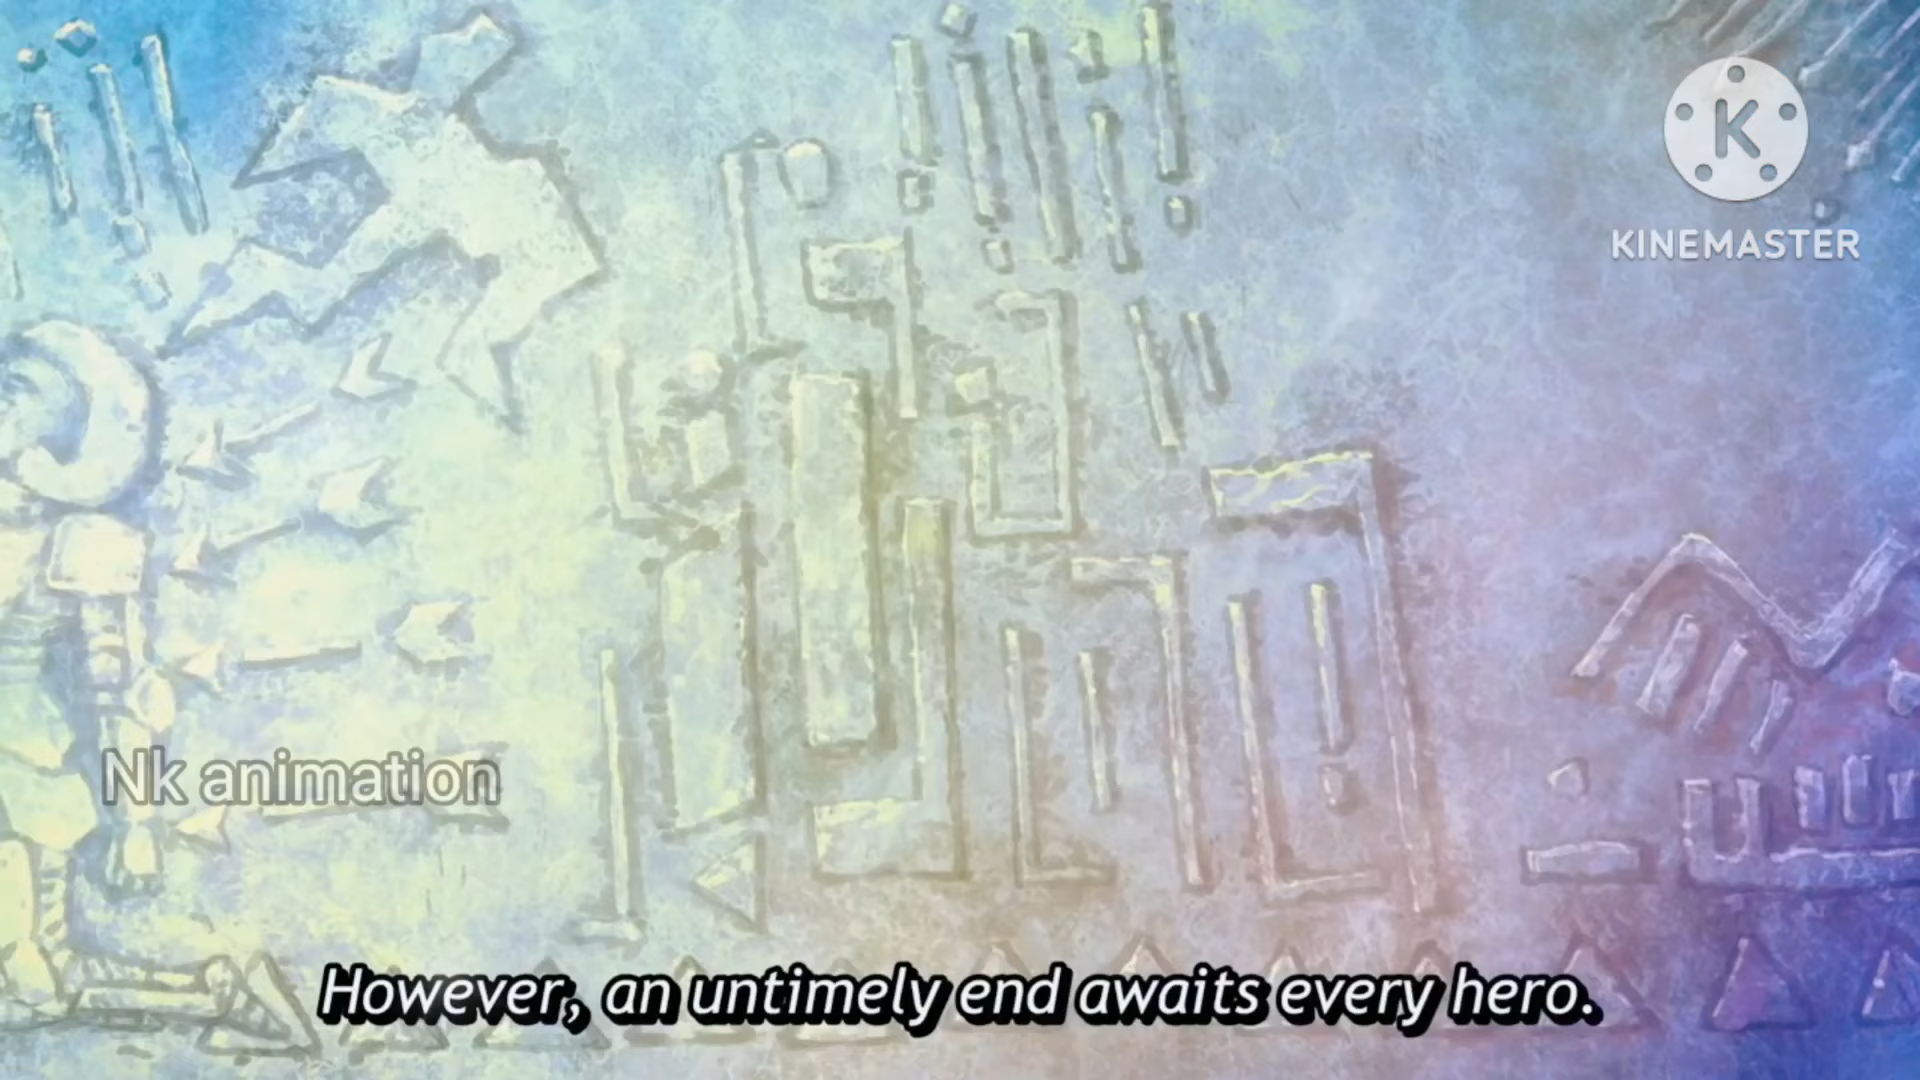 KINEMASTER
Nk animation
However, an untimely end awaits every hero.